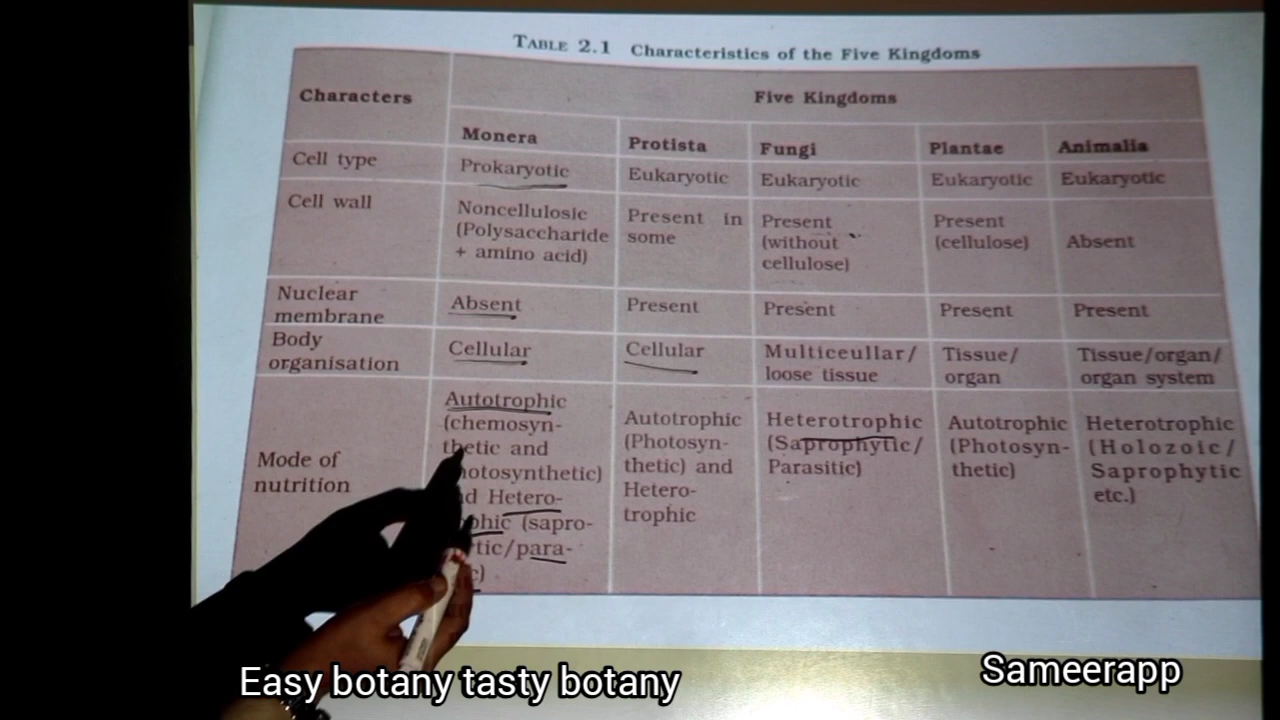 TABLE 2.1 Characteristics of the Five Kingdoms
Characters
Five Kingdoms
Monera
Protista
Fungi
Plantae
Animalia
Cell type
Prokaryotic
Eukaryotic
Eukaryotic
Eukaryotic
Eukaryotic
Cell wall
Noncellulosic
(Polysaccharide
+ amino acid)
Present in
some
Present
(without
cellulose)
Present
(cellulose)
Absent
Nuclear
membrane
Absent
Present
Present
Present
Present
Body
organisation
Cellular
Cellular
Multiceullar/
loose tissue
Tissue/
organ
Tissue/organ/
organ system
Mode of
nutrition
Autotrophic
(chemosyn-
thetic and
Hetero-
(sapro-
Autotrophic
(Photosyn-
thetic) and
Hetero-
trophic
Heterotrophic
(Saprophytic/
Parasitic)
Autotrophic
(Photosyn-
thetic)
Heterotrophic
(Holozoic/
Saprophytic
etc.)
Easy botany tasty botany
Sameerapp